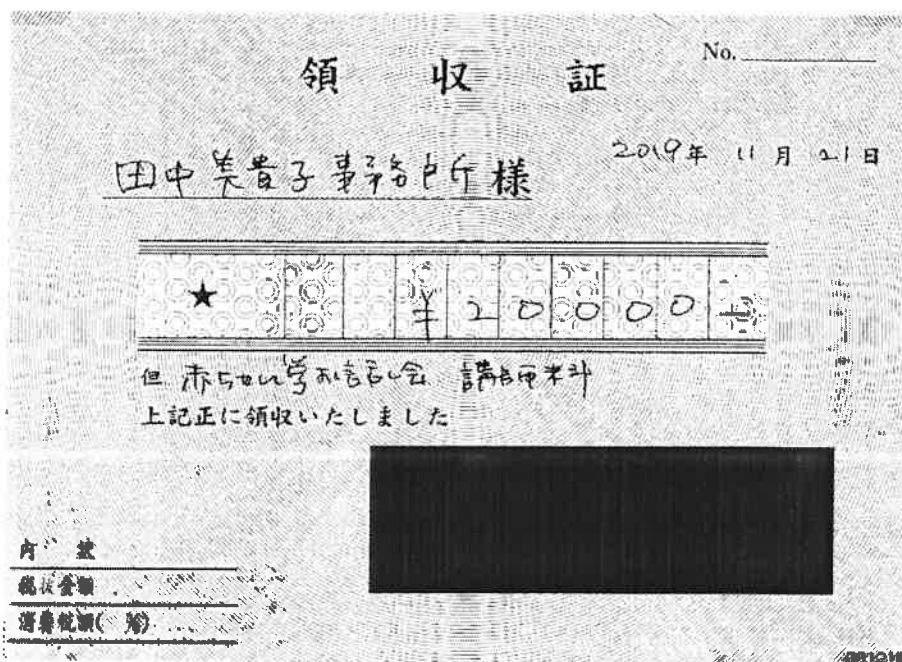 No.
領 収 証
2019年 11月 21日
田中美貴子事務所様
★ ¥20000-
但 赤ちゃん学お話し会 講師料
上記正に領収いたしました
内 訳
税抜金額
消費税額( %)